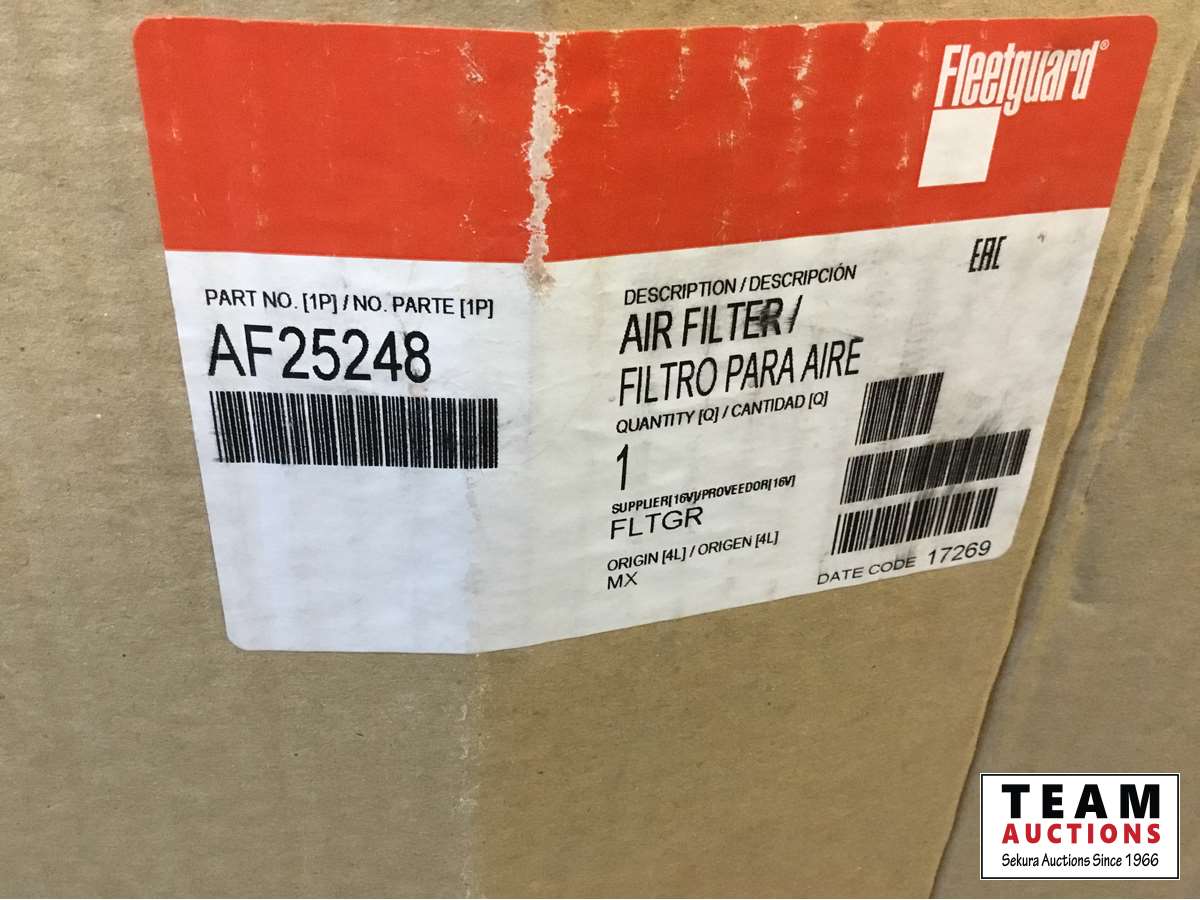 Fleetguard®
EAC
PART NO. [1P] / NO. PARTE [1P]
AF25248
DESCRIPTION / DESCRIPCIÓN
AIR FILTER /
FILTRO PARA AIRE
QUANTITY [Q] / CANTIDAD [Q]
1
SUPPLIER[16V]/PROVEEDOR[16V]
FLTGR
ORIGIN [4L] / ORIGEN [4L]
MX
DATE CODE 17269
TEAM
AUCTIONS
Sekura Auctions Since 1966